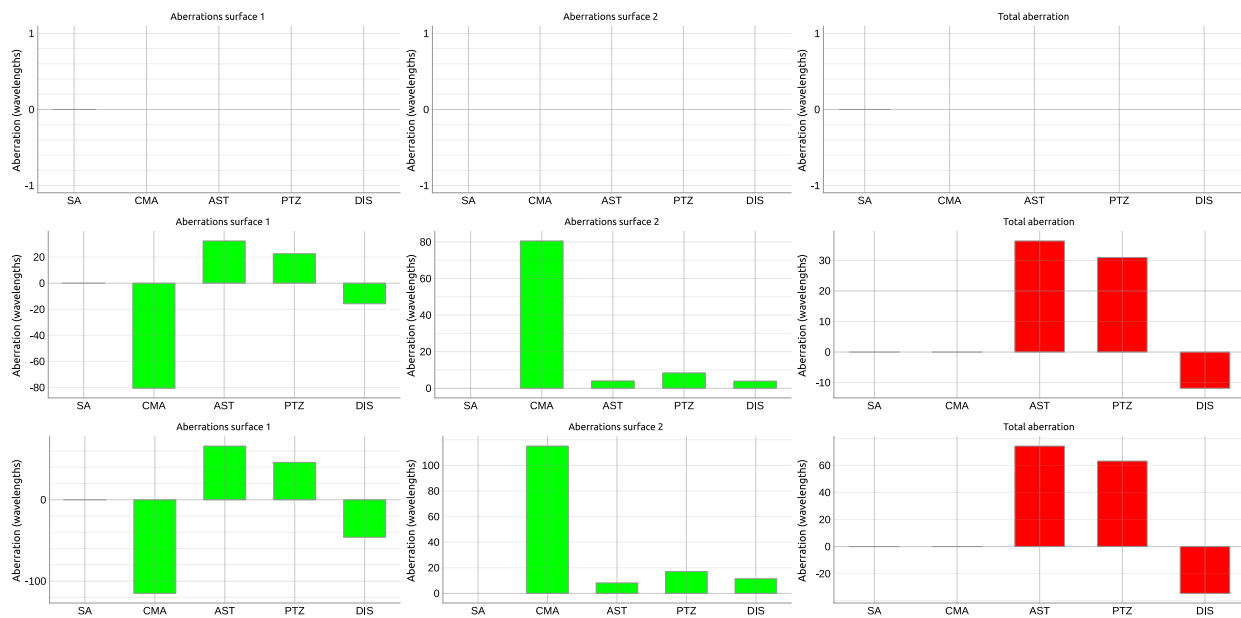 Aberrations surface 1
Aberration (wavelengths)
1
0
-1
SA CMA AST PTZ DIS
Aberrations surface 2
Aberration (wavelengths)
1
0
-1
SA CMA AST PTZ DIS
Total aberration
Aberration (wavelengths)
1
0
-1
SA CMA AST PTZ DIS
Aberrations surface 1
Aberration (wavelengths)
20
0
-20
-40
-60
-80
SA CMA AST PTZ DIS
Aberrations surface 2
Aberration (wavelengths)
80
60
40
20
0
SA CMA AST PTZ DIS
Total aberration
Aberration (wavelengths)
30
20
10
0
-10
SA CMA AST PTZ DIS
Aberrations surface 1
Aberration (wavelengths)
0
-100
SA CMA AST PTZ DIS
Aberrations surface 2
Aberration (wavelengths)
100
80
60
40
20
0
SA CMA AST PTZ DIS
Total aberration
Aberration (wavelengths)
60
40
20
0
-20
SA CMA AST PTZ DIS